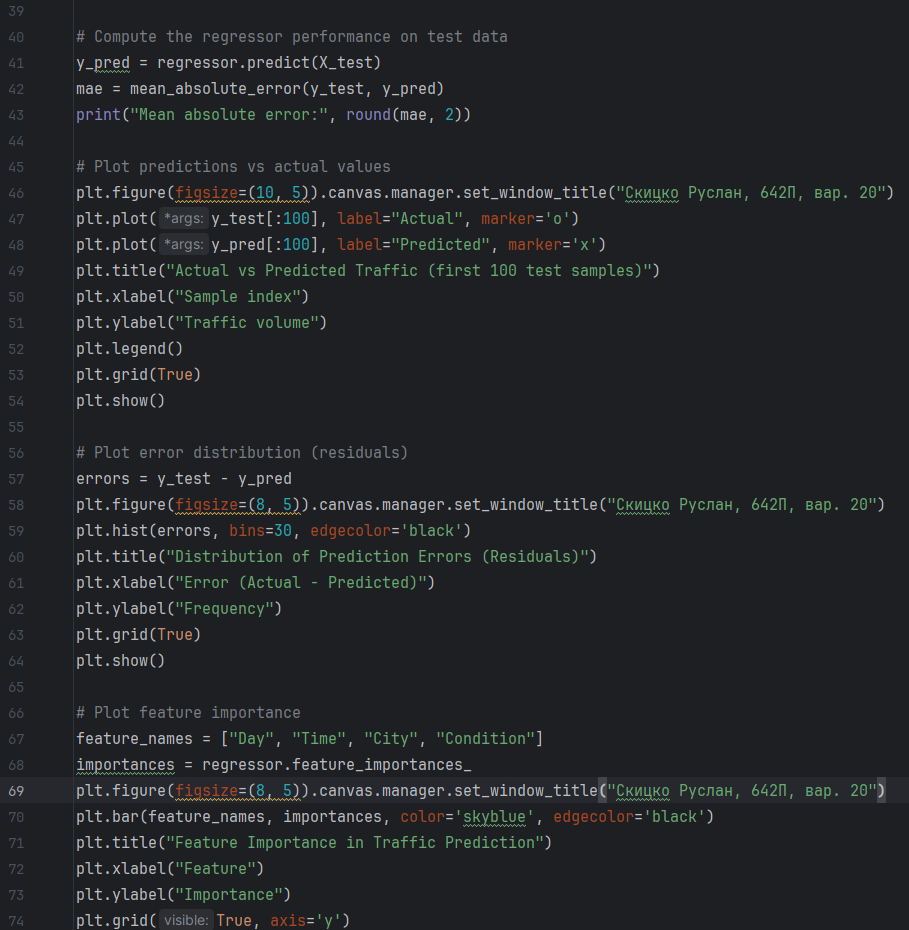 39
40 # Compute the regressor performance on test data
41 y_pred = regressor.predict(X_test)
42 mae = mean_absolute_error(y_test, y_pred)
43 print("Mean absolute error:", round(mae, 2))
44
45 # Plot predictions vs actual values
46 plt.figure(figsize=(10, 5)).canvas.manager.set_window_title("Скицко Руслан, 642П, вар. 20")
47 plt.plot( *args: y_test[:100], label="Actual", marker='o')
48 plt.plot( *args: y_pred[:100], label="Predicted", marker='x')
49 plt.title("Actual vs Predicted Traffic (first 100 test samples)")
50 plt.xlabel("Sample index")
51 plt.ylabel("Traffic volume")
52 plt.legend()
53 plt.grid(True)
54 plt.show()
55
56 # Plot error distribution (residuals)
57 errors = y_test - y_pred
58 plt.figure(figsize=(8, 5)).canvas.manager.set_window_title("Скицко Руслан, 642П, вар. 20")
59 plt.hist(errors, bins=30, edgecolor='black')
60 plt.title("Distribution of Prediction Errors (Residuals)")
61 plt.xlabel("Error (Actual - Predicted)")
62 plt.ylabel("Frequency")
63 plt.grid(True)
64 plt.show()
65
66 # Plot feature importance
67 feature_names = ["Day", "Time", "City", "Condition"]
68 importances = regressor.feature_importances_
69 plt.figure(figsize=(8, 5)).canvas.manager.set_window_title("Скицко Руслан, 642П, вар. 20")
70 plt.bar(feature_names, importances, color='skyblue', edgecolor='black')
71 plt.title("Feature Importance in Traffic Prediction")
72 plt.xlabel("Feature")
73 plt.ylabel("Importance")
74 plt.grid( visible: True, axis='y')